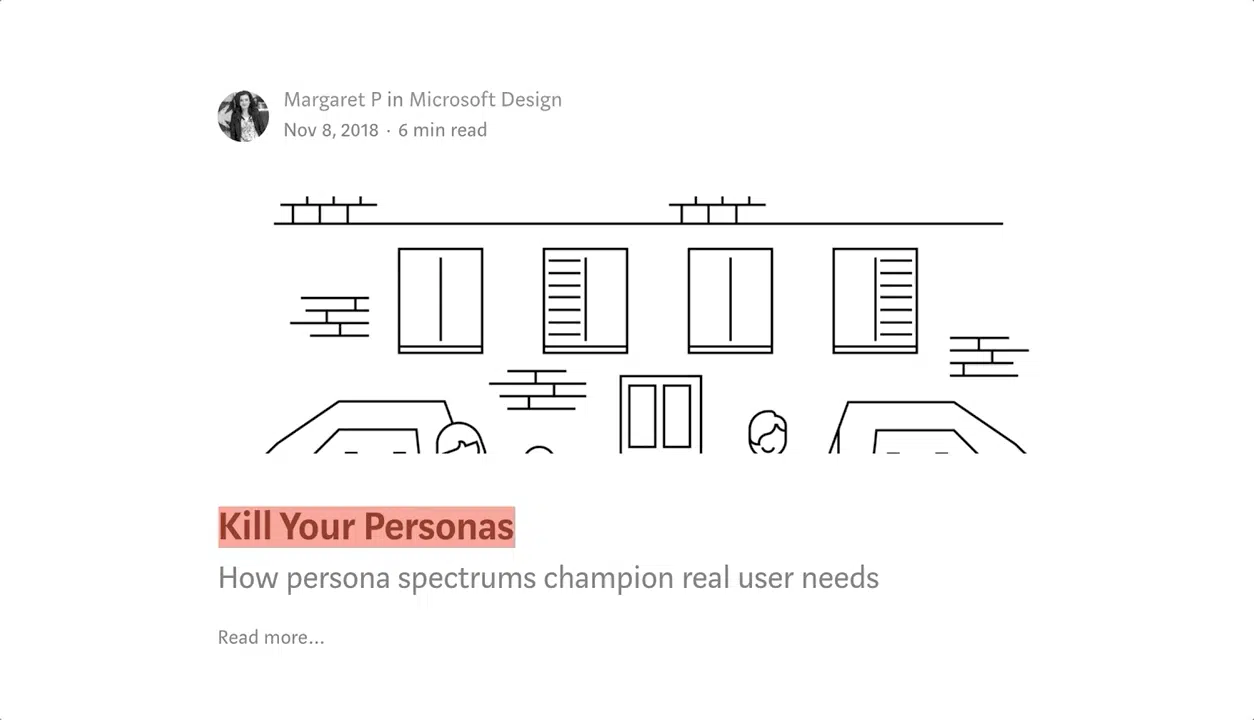 Margaret P in Microsoft Design
Nov 8, 2018 · 6 min read
Kill Your Personas
How persona spectrums champion real user needs
Read more...